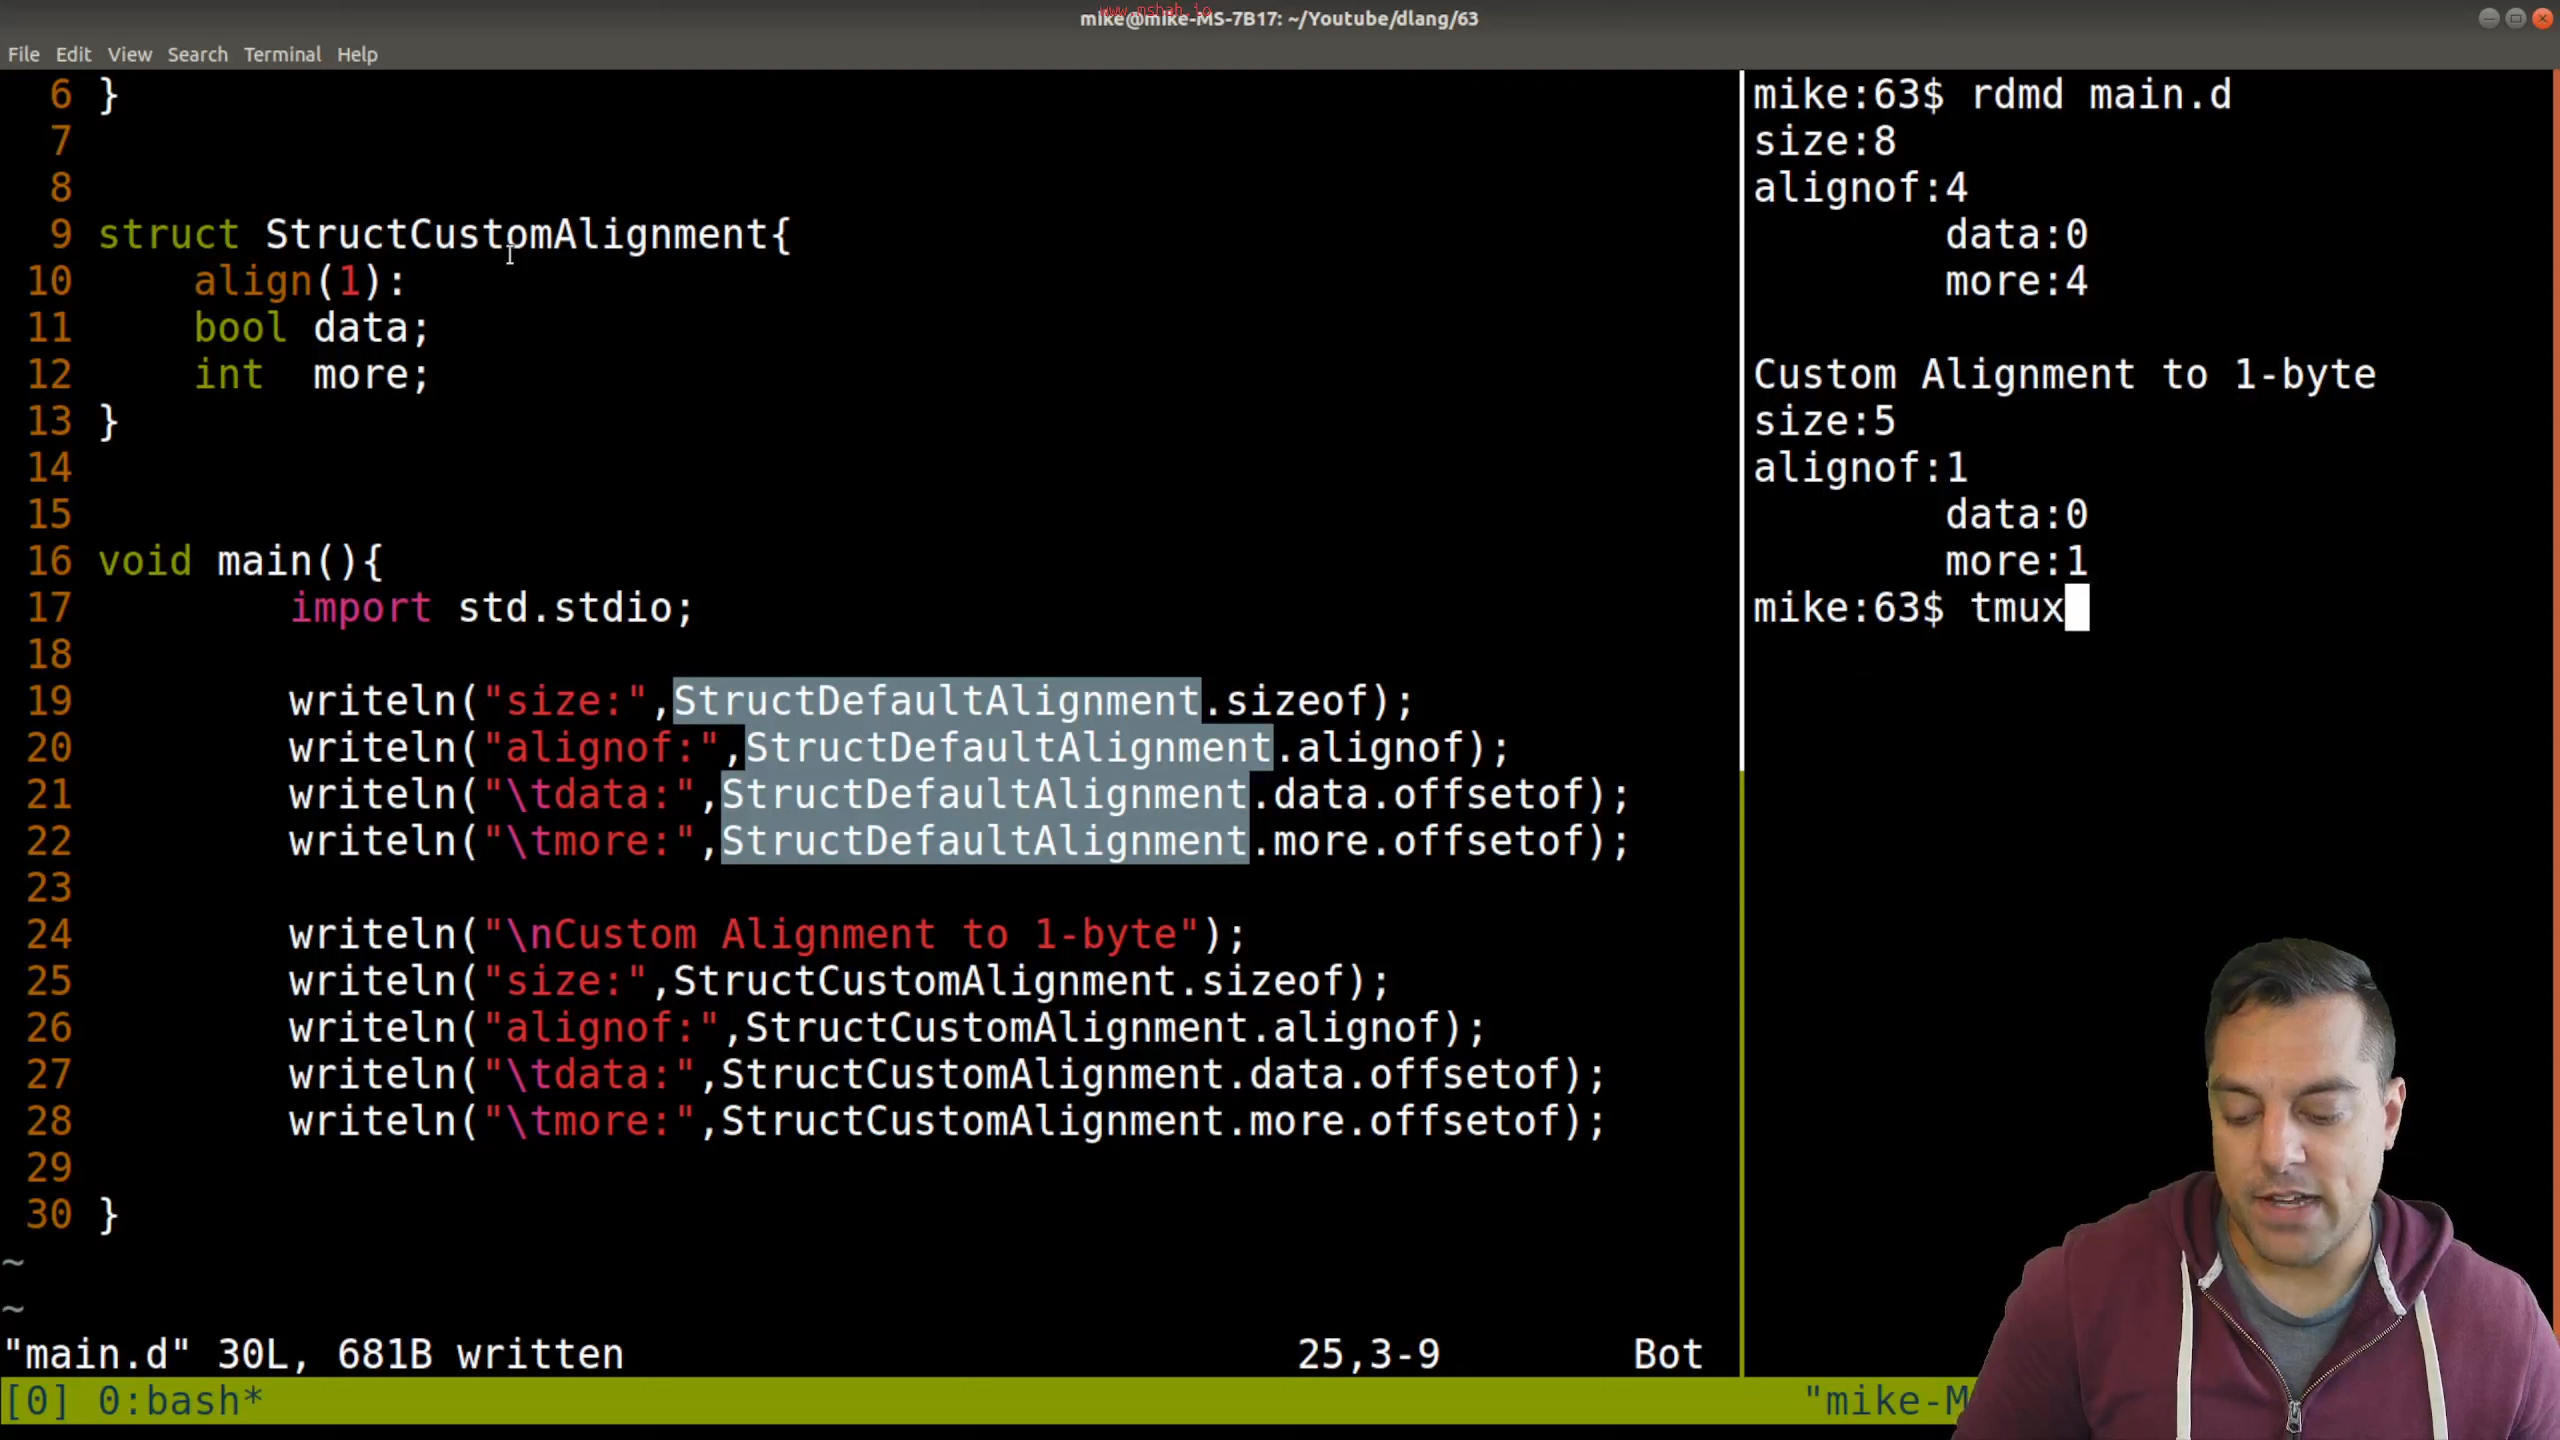 www.mshah.io
mike@mike-MS-7B17: ~/Youtube/dlang/63
File Edit View Search Terminal Help
6 }
7
8
9 struct StructCustomAlignment{
10     align(1):
11     bool data;
12     int  more;
13 }
14
15
16 void main(){
17         import std.stdio;
18
19         writeln("size:",StructDefaultAlignment.sizeof);
20         writeln("alignof:",StructDefaultAlignment.alignof);
21         writeln("\tdata:",StructDefaultAlignment.data.offsetof);
22         writeln("\tmore:",StructDefaultAlignment.more.offsetof);
23
24         writeln("\nCustom Alignment to 1-byte");
25         writeln("size:",StructCustomAlignment.sizeof);
26         writeln("alignof:",StructCustomAlignment.alignof);
27         writeln("\tdata:",StructCustomAlignment.data.offsetof);
28         writeln("\tmore:",StructCustomAlignment.more.offsetof);
29
30 }
~
~
"main.d" 30L, 681B written 25,3-9 Bot
mike:63$ rdmd main.d
size:8
alignof:4
        data:0
        more:4
Custom Alignment to 1-byte
size:5
alignof:1
        data:0
        more:1
mike:63$ tmux
[0] 0:bash* "mike-M